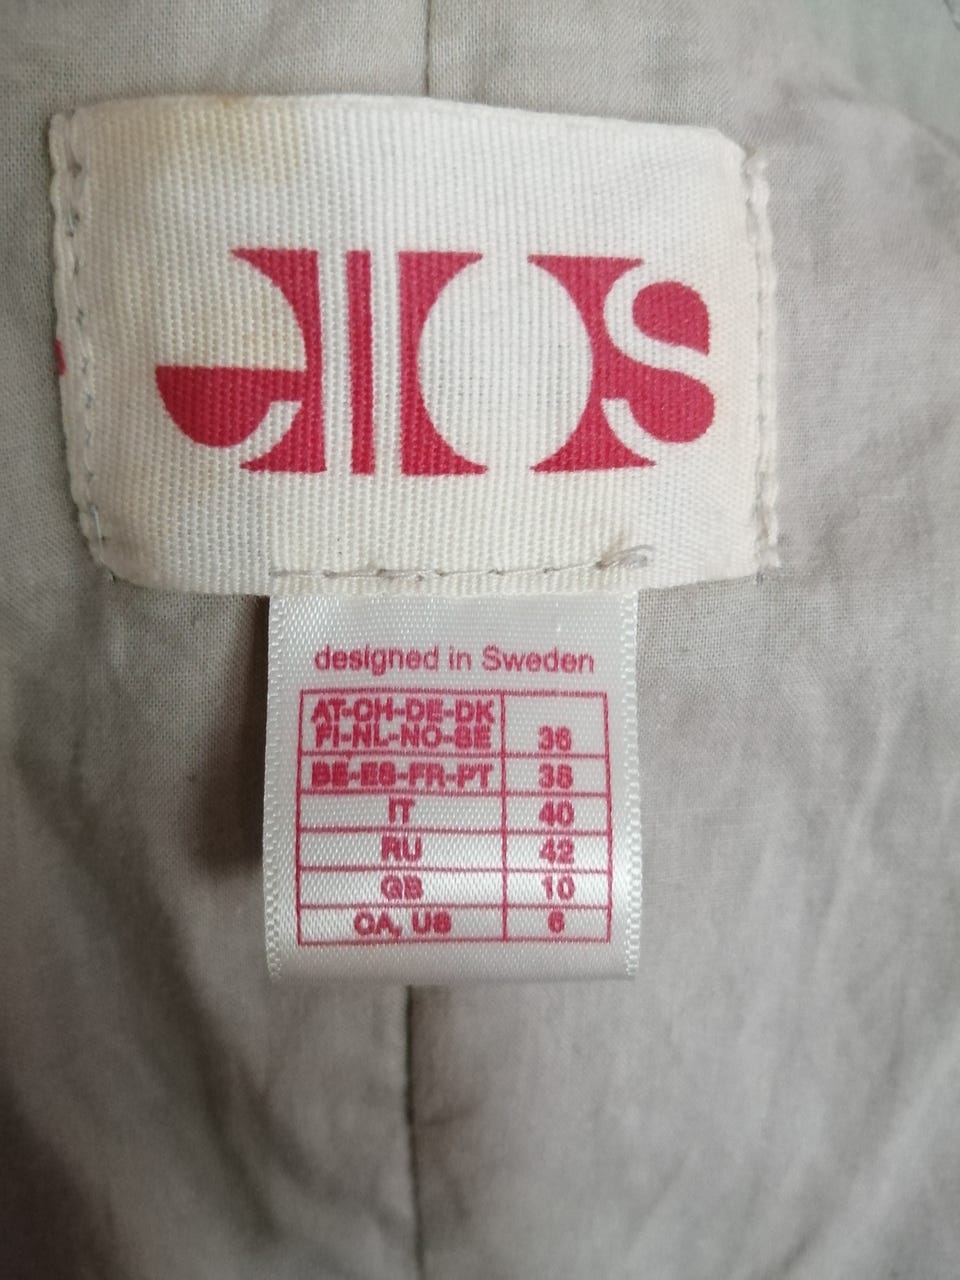 ellos
designed in Sweden
AT-CH-DE-DK
FI-NL-NO-SE 36
BE-ES-FR-PT 38
IT 40
RU 42
GB 10
CA, US 6